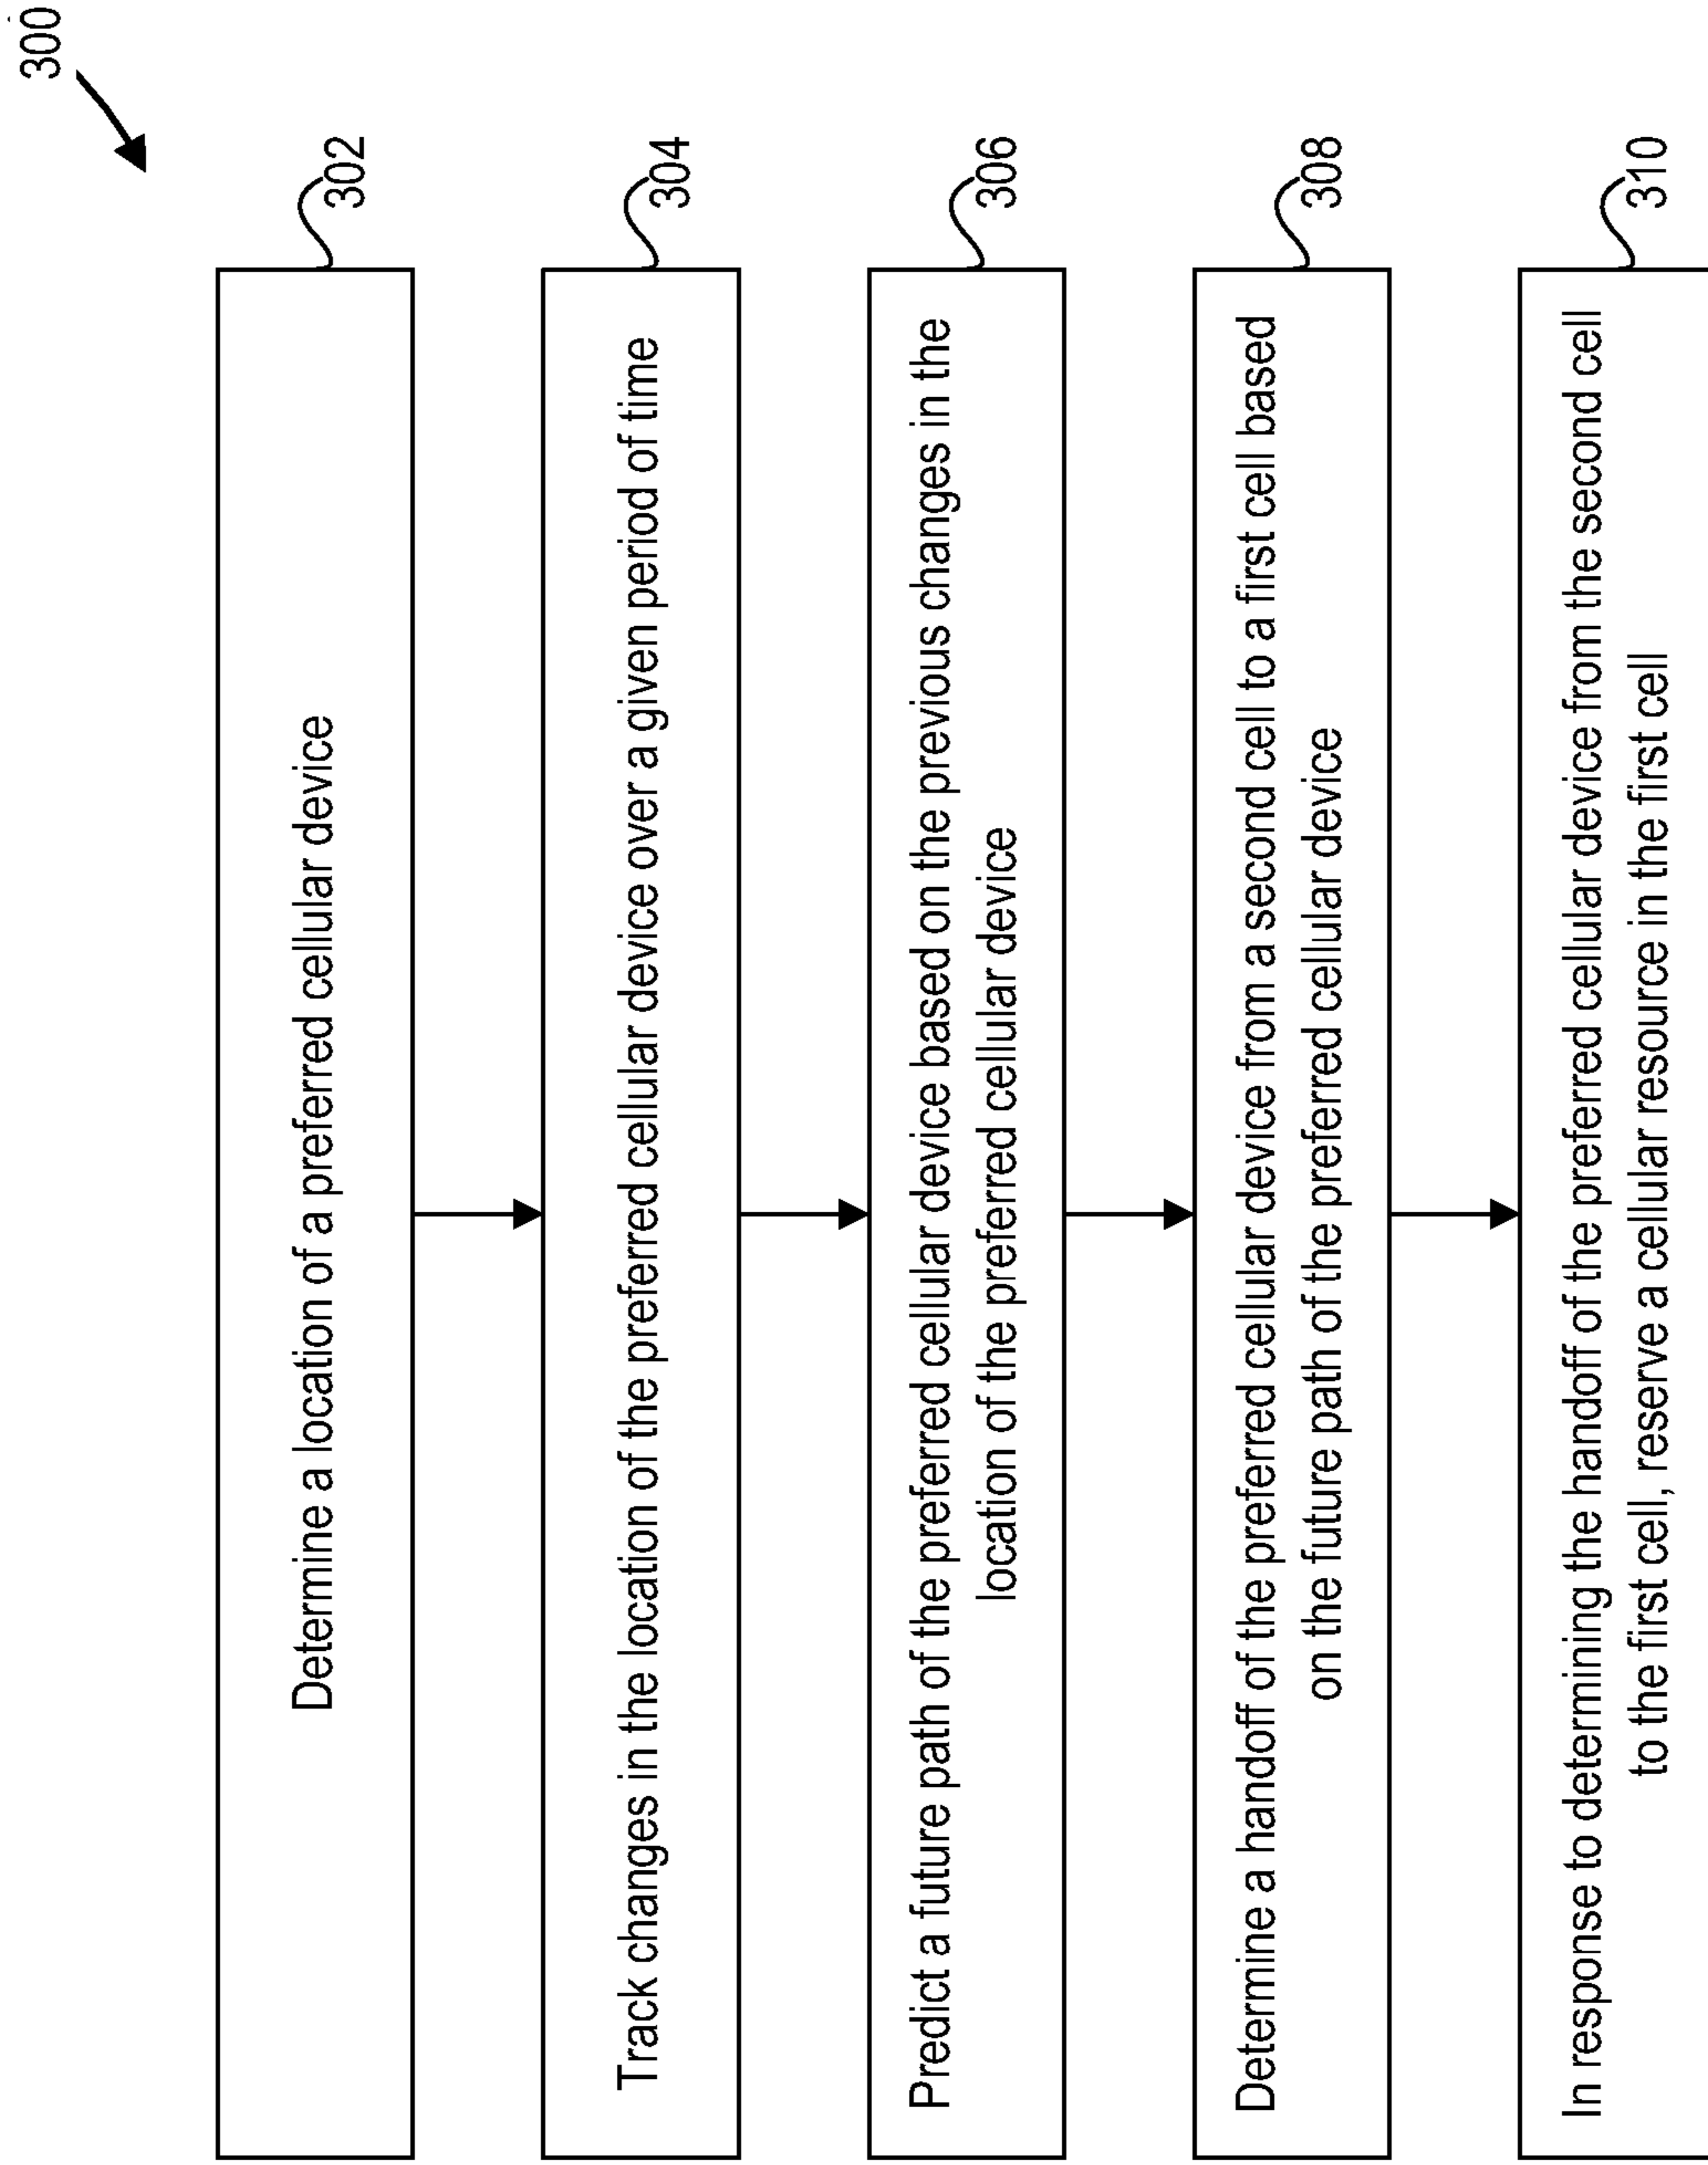 300
Determine a location of a preferred cellular device
302
Track changes in the location of the preferred cellular device over a given period of time
304
Predict a future path of the preferred cellular device based on the previous changes in the
location of the preferred cellular device
306
Determine a handoff of the preferred cellular device from a second cell to a first cell based
on the future path of the preferred cellular device
308
In response to determining the handoff of the preferred cellular device from the second cell
to the first cell, reserve a cellular resource in the first cell
310